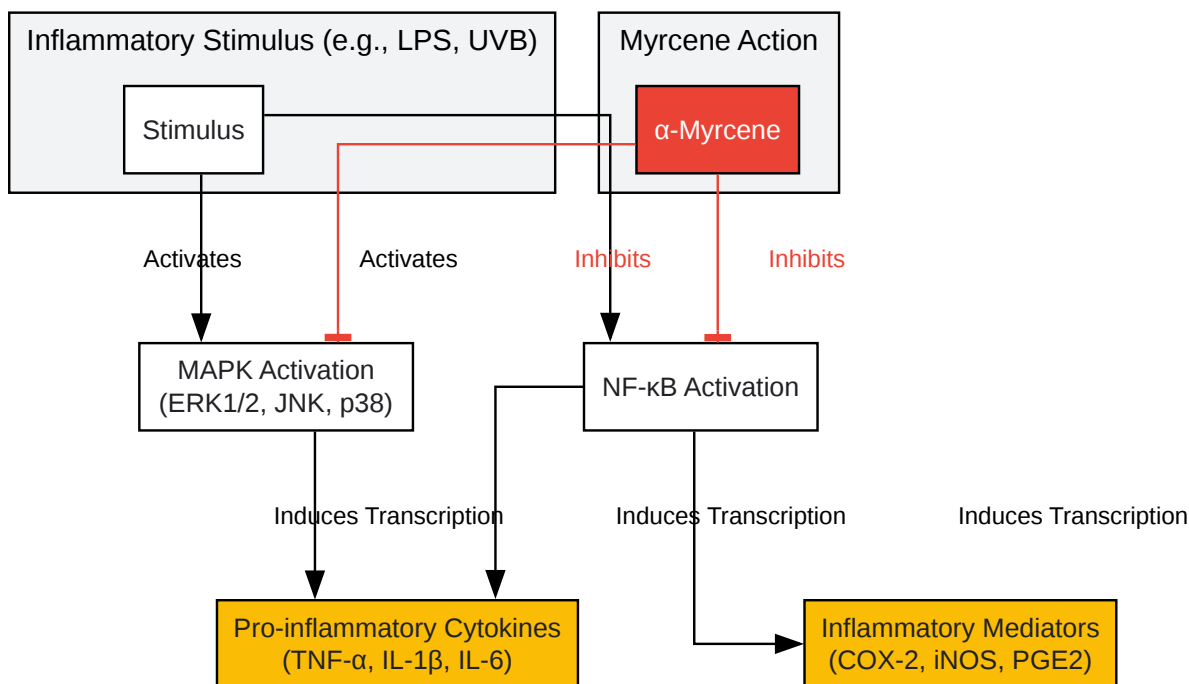 Inflammatory Stimulus (e.g., LPS, UVB)
Myrcene Action
Stimulus
α-Myrcene
Activates
Activates
Inhibits
Inhibits
MAPK Activation
(ERK1/2, JNK, p38)
NF-κB Activation
Induces Transcription
Induces Transcription
Induces Transcription
Pro-inflammatory Cytokines
(TNF-α, IL-1β, IL-6)
Inflammatory Mediators
(COX-2, iNOS, PGE2)